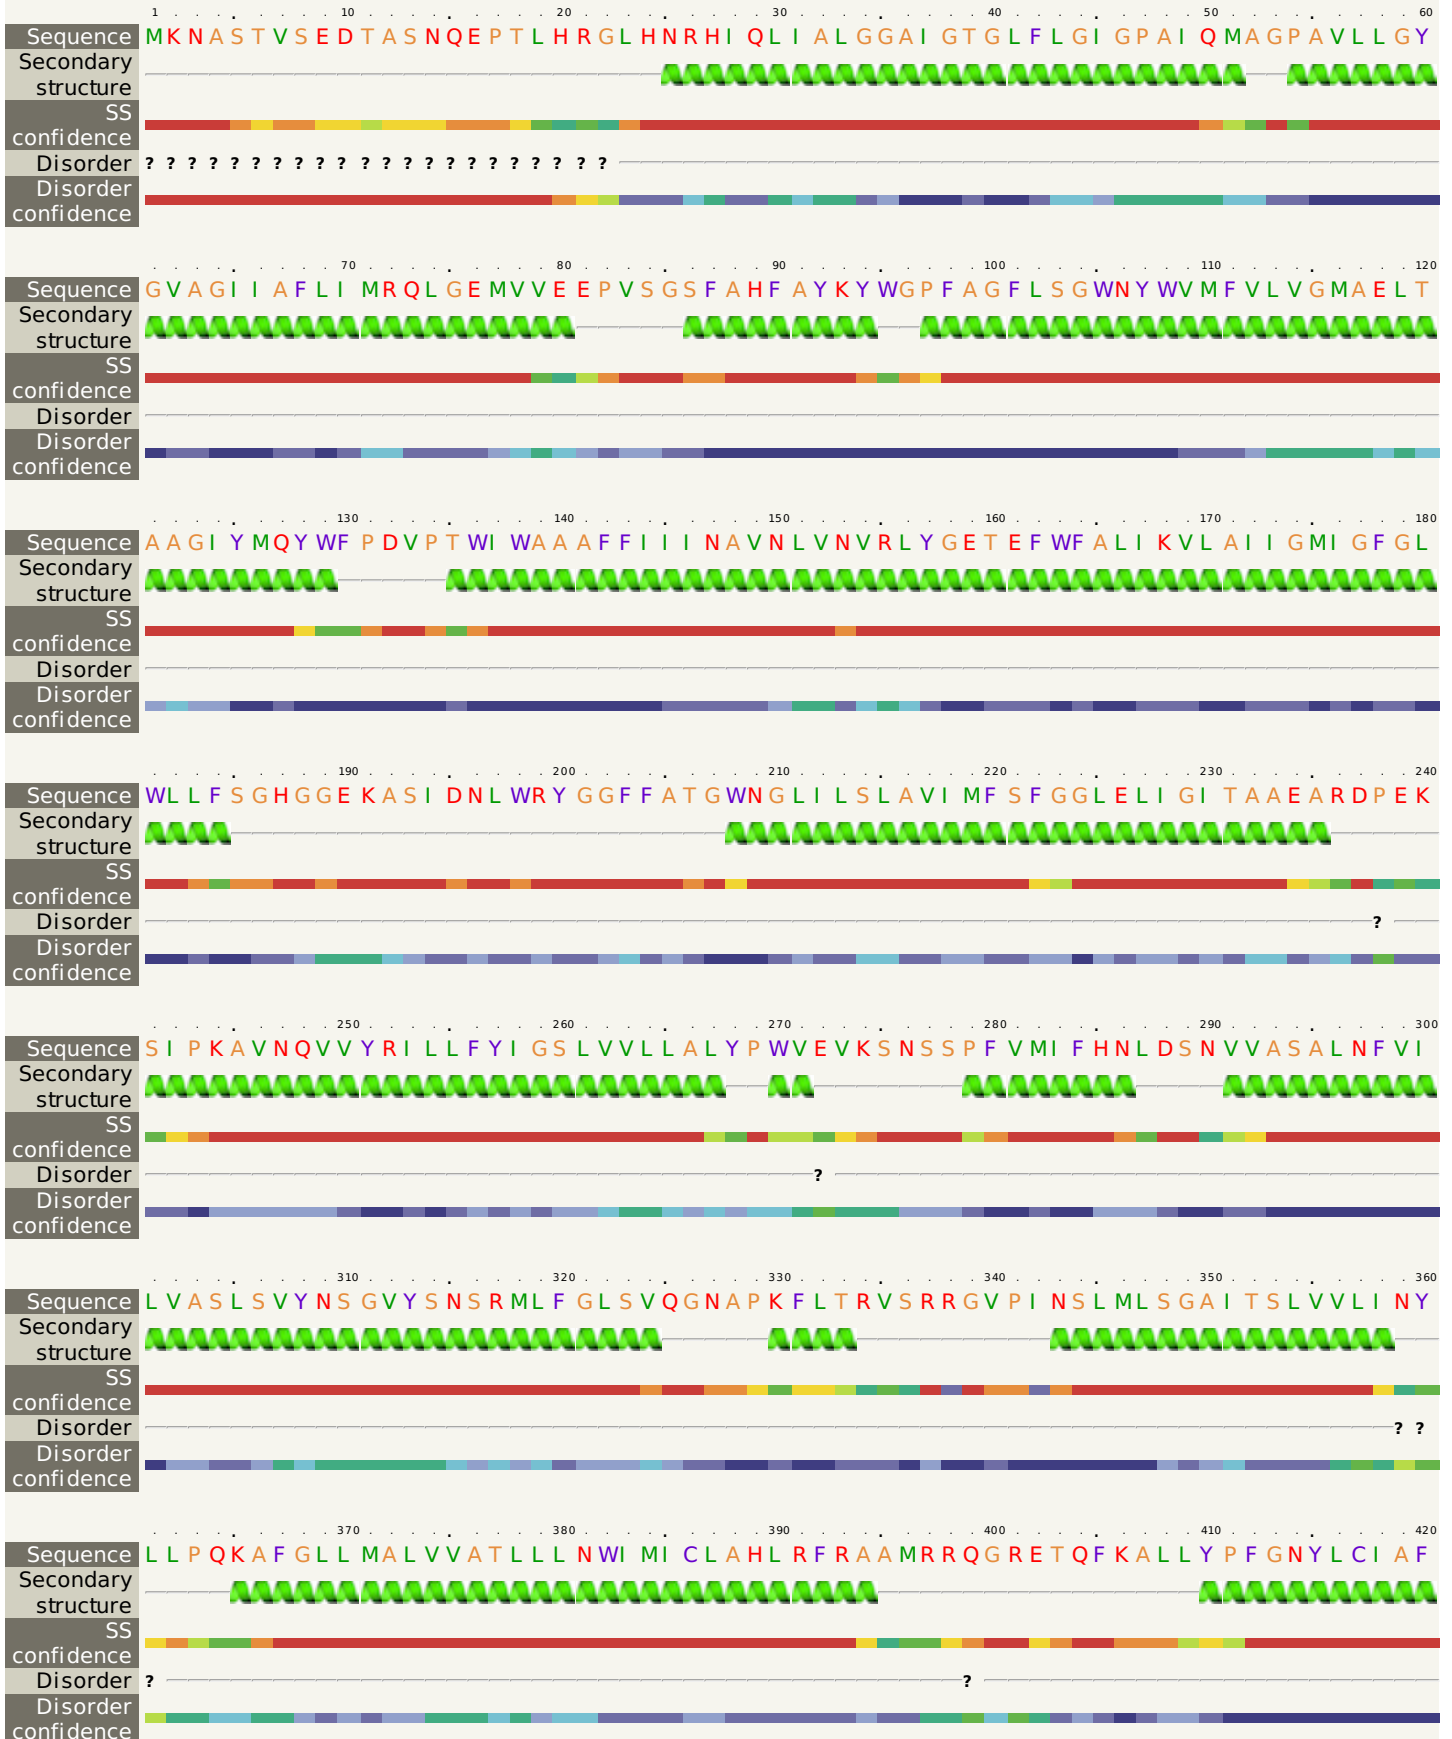 1 10 20 30 40 50 60
Sequence MKNASTVSEDTASNQEPTLHRGLHNRHIQLIALGGAIGTGLFLGIGPAIQMAGPAVLLGY
Secondary
structure
SS
confidence
Disorder ? ? ? ? ? ? ? ? ? ? ? ? ? ? ? ? ? ? ? ? ? ?
Disorder
confidence
70 80 90 100 110 120
Sequence GVAGIIAFLIMRQLGEMVVEEPVSGSFAHFAYKYWGPFAGFLSGWNYWVMFVLVGMAELT
Secondary
structure
SS
confidence
Disorder
Disorder
confidence
130 140 150 160 170 180
Sequence AAGIYMQYWFPDVPTWIWAAAFFIIINAVNLVNVRLYGETEFWFALIKVLAIIGMIGFGL
Secondary
structure
SS
confidence
Disorder
Disorder
confidence
190 200 210 220 230 240
Sequence WLLFSGHGGEKASIDNLWRYGGFFATGWNGLILSLAVIMFSFGGLELIGITAAEARDPEK
Secondary
structure
SS
confidence
Disorder ?
Disorder
confidence
250 260 270 280 290 300
Sequence SIPKAVNQVVYRILLFYIGSLVVLLALYPWVEVKSNSSPFVMIFHNLDSNVVASALNFVI
Secondary
structure
SS
confidence
Disorder ?
Disorder
confidence
310 320 330 340 350 360
Sequence LVASLSVYNSGVYSNSRMLFGLSVQGNAPKFLTRVSRRGVPINSLMLSGAITSLVVLINY
Secondary
structure
SS
confidence
Disorder ? ?
Disorder
confidence
370 380 390 400 410 420
Sequence LLPQKAFGLLMALVVATLLLNWIMICLAHLRFRAAMRRQGRETQFKALLYPFGNYLCIAF
Secondary
structure
SS
confidence
Disorder ? ?
Disorder
confidence